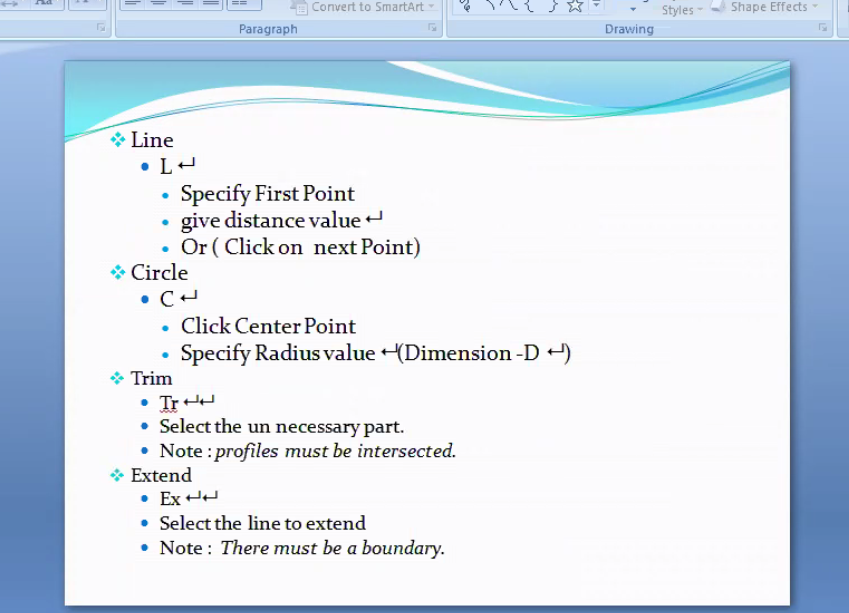 Aa
Convert to SmartArt
Styles
Shape Effects
Paragraph
Drawing
Line
L ↵
Specify First Point
give distance value ↵
Or ( Click on next Point)
Circle
C ↵
Click Center Point
Specify Radius value ↵(Dimension -D ↵)
Trim
Tr ↵↵
Select the un necessary part.
Note : profiles must be intersected.
Extend
Ex ↵↵
Select the line to extend
Note : There must be a boundary.